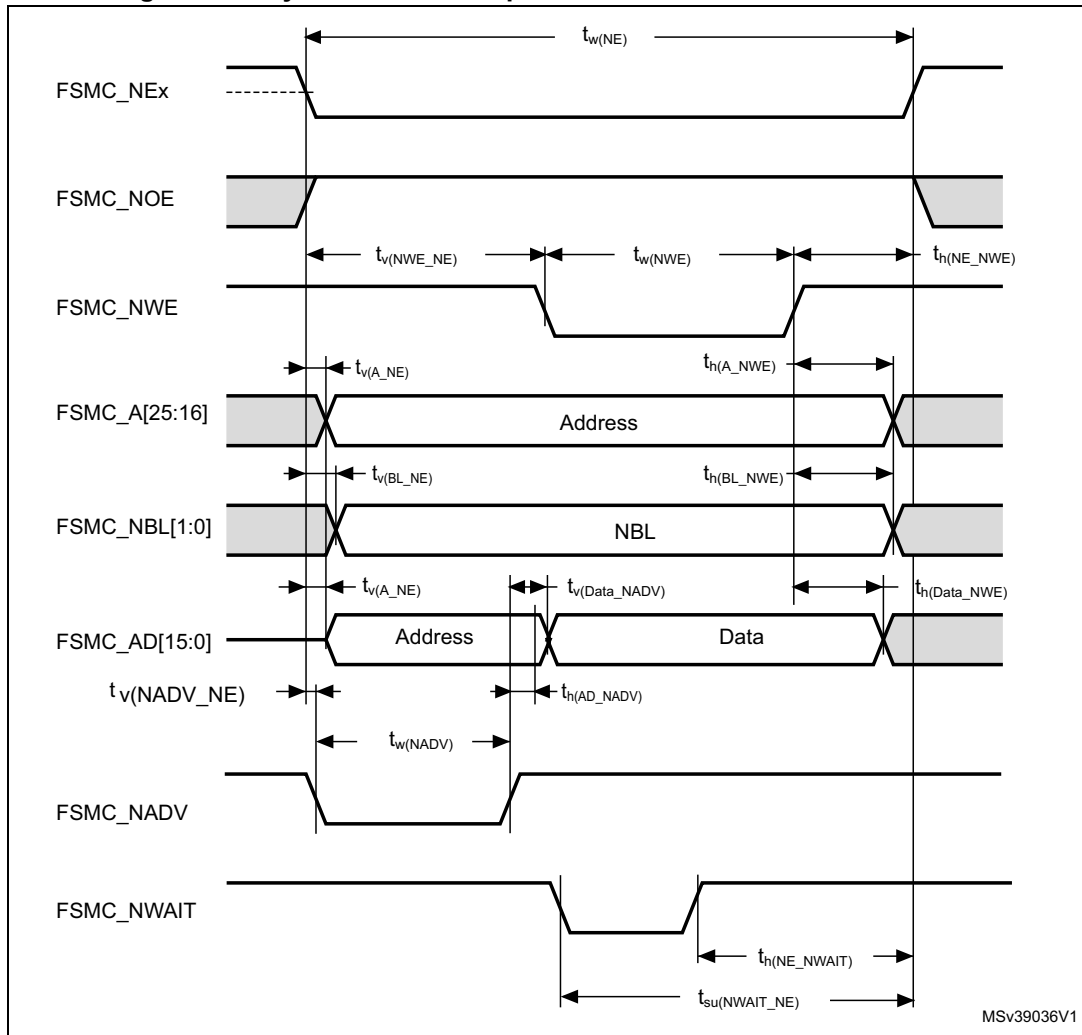 tw(NE)
FSMC_NEx
FSMC_NOE
tv(NWE_NE)
tw(NWE)
th(NE_NWE)
FSMC_NWE
tv(A_NE)
th(A_NWE)
FSMC_A[25:16]
Address
tv(BL_NE)
th(BL_NWE)
FSMC_NBL[1:0]
NBL
tv(A_NE)
tv(Data_NADV)
th(Data_NWE)
FSMC_AD[15:0]
Address
Data
tv(NADV_NE)
th(AD_NADV)
tw(NADV)
FSMC_NADV
FSMC_NWAIT
th(NE_NWAIT)
tsu(NWAIT_NE)
MSv39036V1